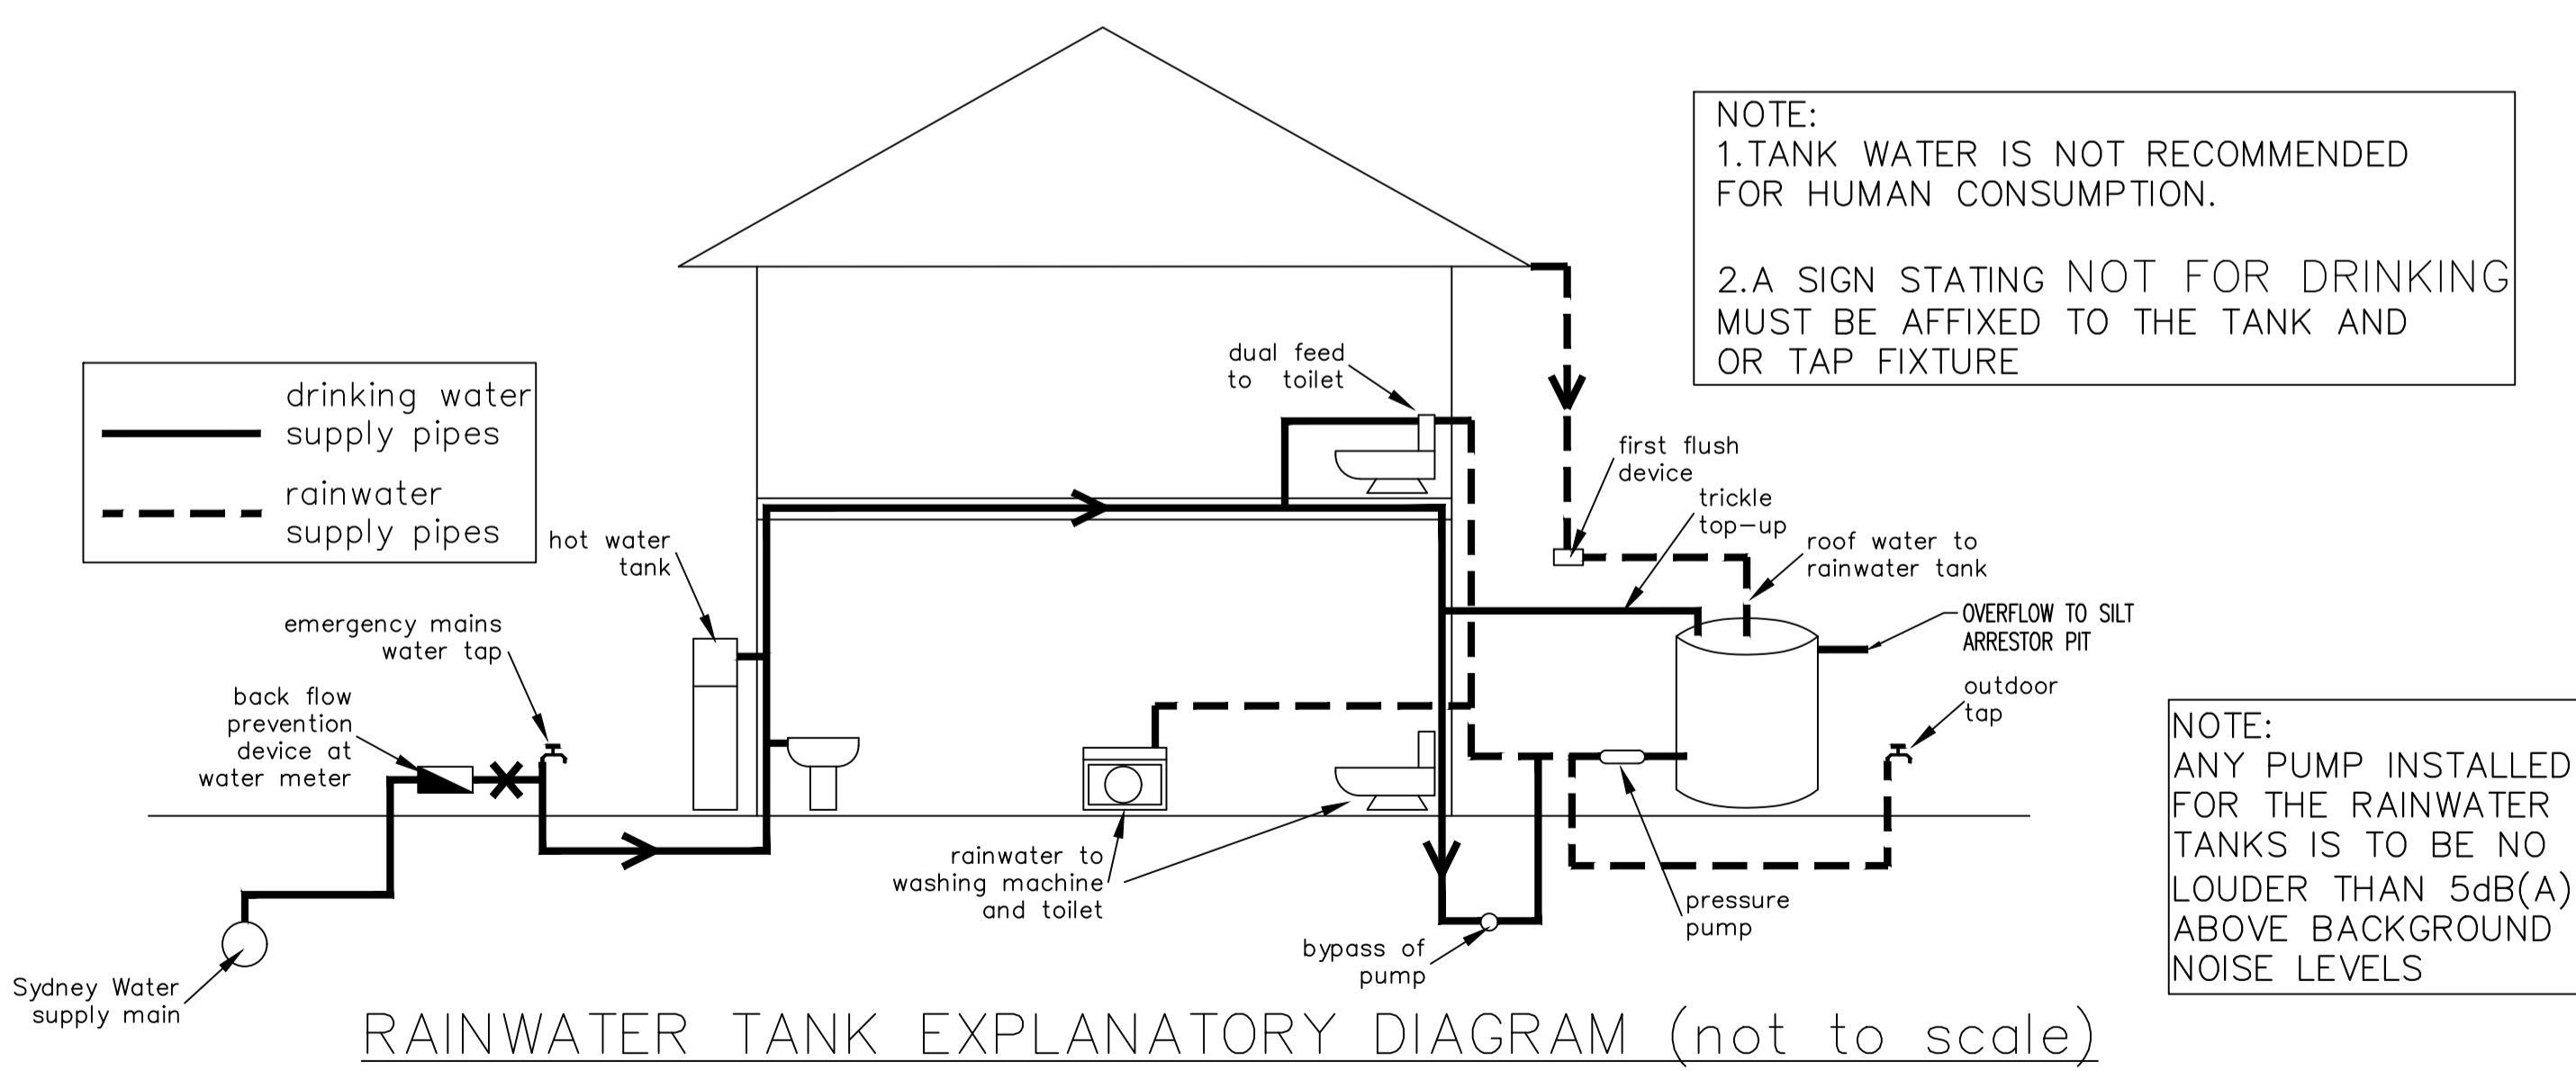 NOTE:
1.TANK WATER IS NOT RECOMMENDED
FOR HUMAN CONSUMPTION.
2.A SIGN STATING NOT FOR DRINKING
MUST BE AFFIXED TO THE TANK AND
OR TAP FIXTURE
drinking water
supply pipes
rainwater
supply pipes
dual feed
to toilet
first flush
device
trickle
top-up
roof water to
rainwater tank
OVERFLOW TO SILT
ARRESTOR PIT
outdoor
tap
hot water
tank
emergency mains
water tap
back flow
prevention
device at
water meter
rainwater to
washing machine
and toilet
bypass of
pump
pressure
pump
Sydney Water
supply main
NOTE:
ANY PUMP INSTALLED
FOR THE RAINWATER
TANKS IS TO BE NO
LOUDER THAN 5dB(A)
ABOVE BACKGROUND
NOISE LEVELS
RAINWATER TANK EXPLANATORY DIAGRAM (not to scale)